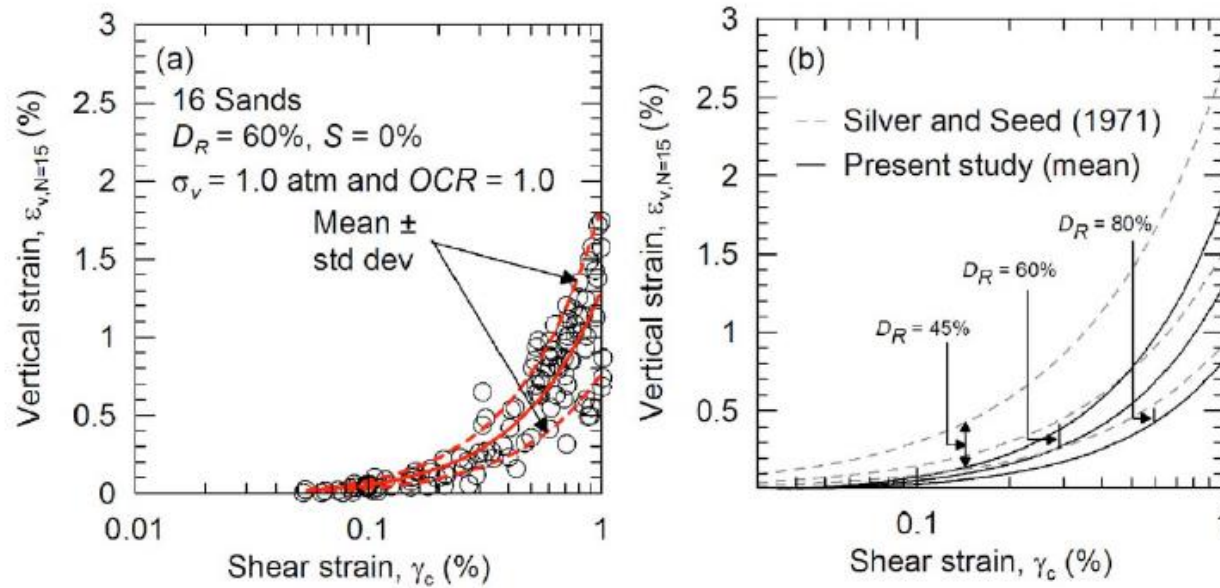 (a)
16 Sands
D_R = 60%, S = 0%
σ_v = 1.0 atm and OCR = 1.0
Mean ±
std dev
3
2.5
2
1.5
1
0.5
0
0.01
0.1
1
Vertical strain, ε_v,N=15 (%)
Shear strain, γ_c (%)
(b)
Silver and Seed (1971)
Present study (mean)
D_R = 80%
D_R = 60%
D_R = 45%
3
2.5
2
1.5
1
0.5
0.1
1
Vertical strain, ε_v,N=15 (%)
Shear strain, γ_c (%)